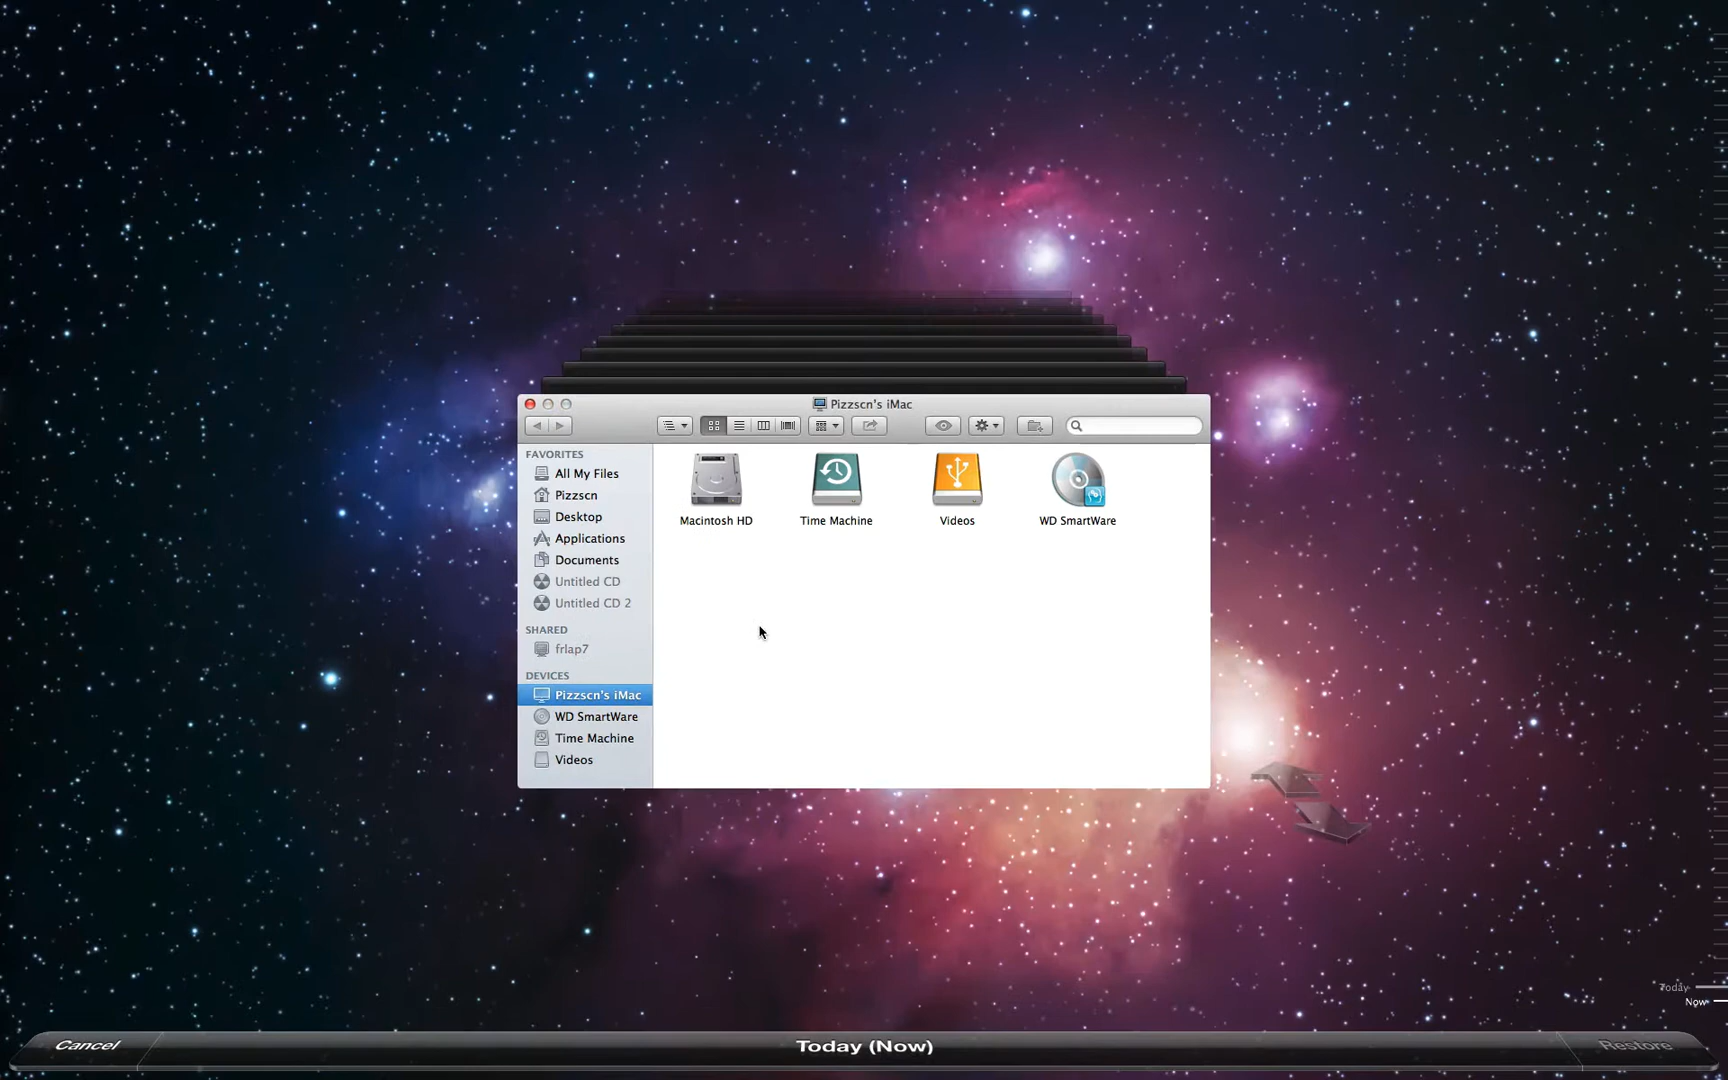 Pizzscn's iMac
FAVORITES
All My Files
Pizzscn
Desktop
Applications
Documents
Untitled CD
Untitled CD 2
SHARED
frlap7
DEVICES
Pizzscn's iMac
WD SmartWare
Time Machine
Videos
Macintosh HD
Time Machine
Videos
WD SmartWare
Today
Now
Cancel
Today (Now)
Restore